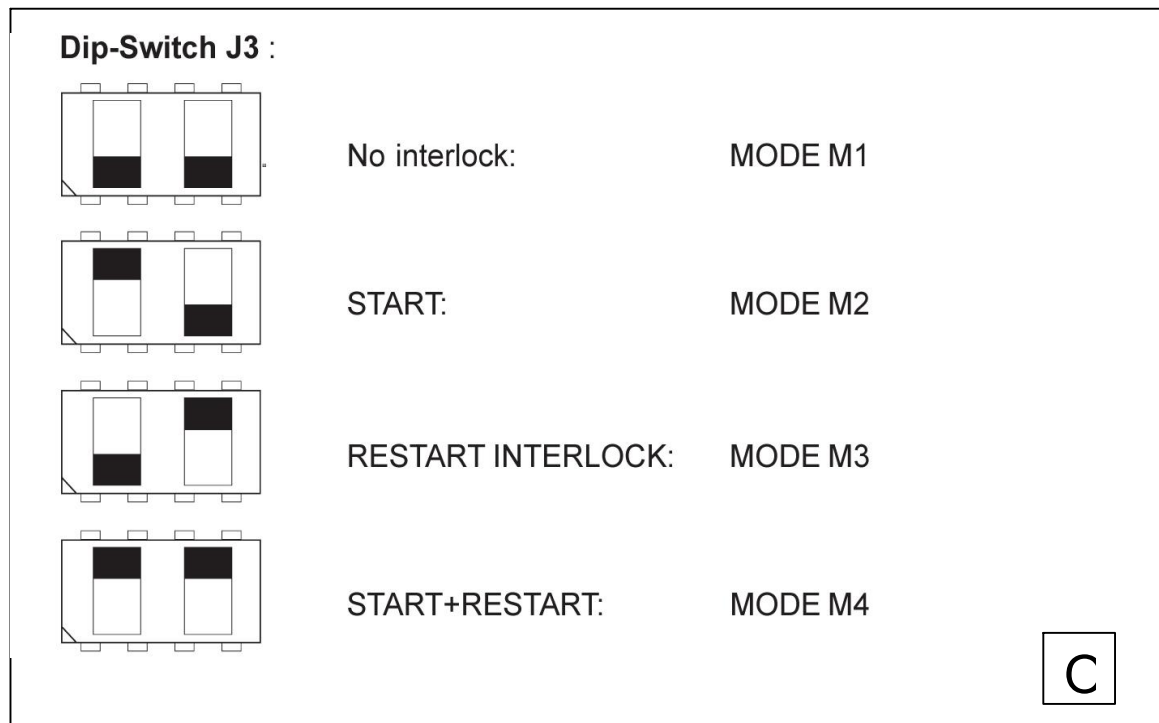 Dip-Switch J3 :
No interlock: MODE M1
START: MODE M2
RESTART INTERLOCK: MODE M3
START+RESTART: MODE M4
C